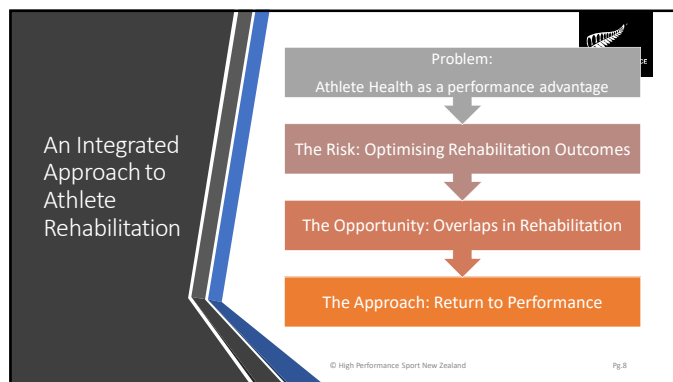 An Integrated
Approach to
Athlete
Rehabilitation
Problem:
Athlete Health as a performance advantage
The Risk: Optimising Rehabilitation Outcomes
The Opportunity: Overlaps in Rehabilitation
The Approach: Return to Performance
© High Performance Sport New Zealand
Pg.8